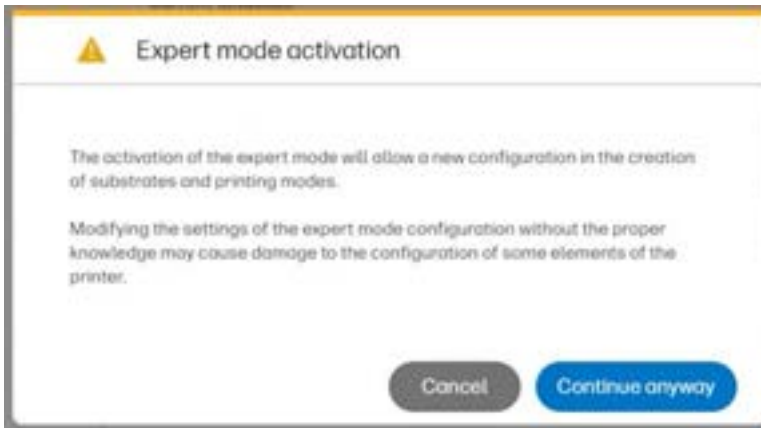 Expert mode activation
The activation of the expert mode will allow a new configuration in the creation
of substrates and printing modes.
Modifying the settings of the expert mode configuration without the proper
knowledge may cause damage to the configuration of some elements of the
printer.
Cancel
Continue anyway